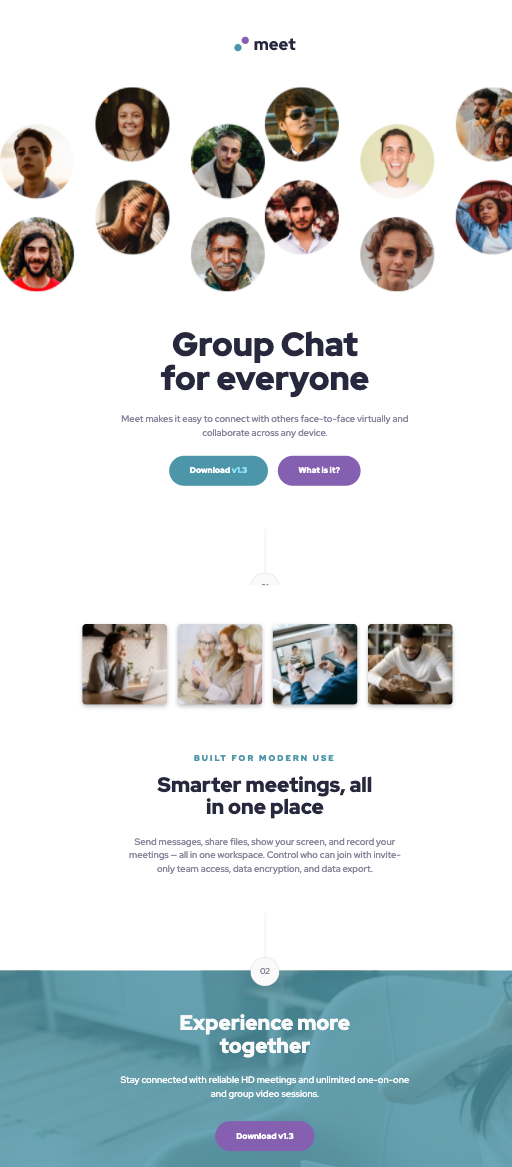 meet
Group Chat
for everyone
Meet makes it easy to connect with others face-to-face virtually and
collaborate across any device.
Download v1.3
What is it?
BUILT FOR MODERN USE
Smarter meetings, all
in one place
Send messages, share files, show your screen, and record your
meetings — all in one workspace. Control who can join with invite-
only team access, data encryption, and data export.
02
Experience more
together
Stay connected with reliable HD meetings and unlimited one-on-one
and group video sessions.
Download v1.3